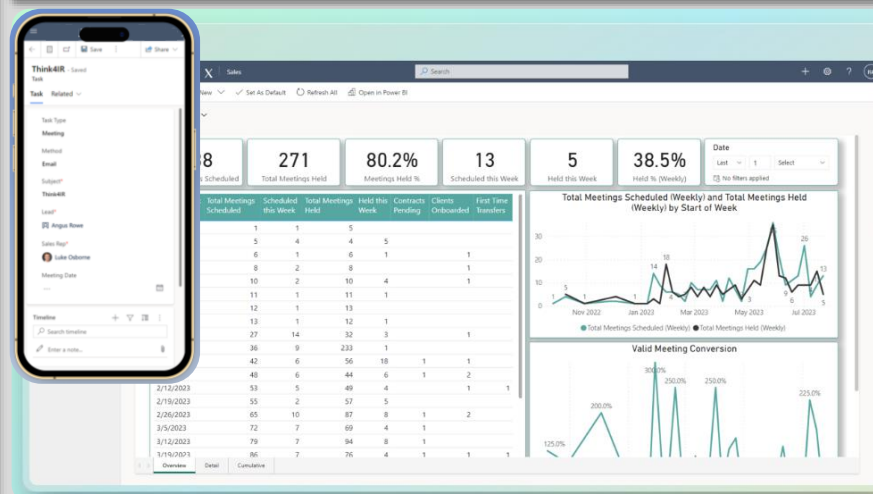 Save
Share
Think4IR - Saved
Task
Task Related
Task Type
Meeting
Method
Email
Subject*
Think4IR
Lead*
Angus Rowe
Sales Rep*
Luke Osborne
Meeting Date
---
Timeline
Search timeline
Enter a note...
X Sales
Search
New Set As Default Refresh All Open in Power BI
8 271 80.2% 13 5 38.5%
Scheduled Total Meetings Held Meetings Held % Scheduled this Week Held this Week Held % (Weekly)
Date
Last 1 Select
No filters applied
Total Meetings Scheduled Scheduled this Week Total Meetings Held Held this Week Contracts Pending Clients Onboarded First Time Transfers
1 1 5
5 4 4 5
6 1 6 1 1
8 2 8 1
10 2 10 4 1
11 1 11 1
12 1 13
13 1 12 1
27 14 32 3 1
36 9 233 1
42 6 56 18 1 1
48 6 44 6 1 2
2/12/2023 53 5 49 4 1 1
2/19/2023 55 2 57 5
2/26/2023 65 10 87 8 1 2
3/5/2023 72 7 69 4 1
3/12/2023 79 7 94 8 1
3/19/2023 86 7 76 4 1 1 1
Overview Detail Cumulative
Total Meetings Scheduled (Weekly) and Total Meetings Held
(Weekly) by Start of Week
30
20
10
0
1 5 1 14 4 18 3 9 6 26 13 5
Nov 2022 Jan 2023 Mar 2023 May 2023 Jul 2023
Total Meetings Scheduled (Weekly) Total Meetings Held (Weekly)
Valid Meeting Conversion
125.0%
200.0%
300.0%
250.0%
250.0%
225.0%